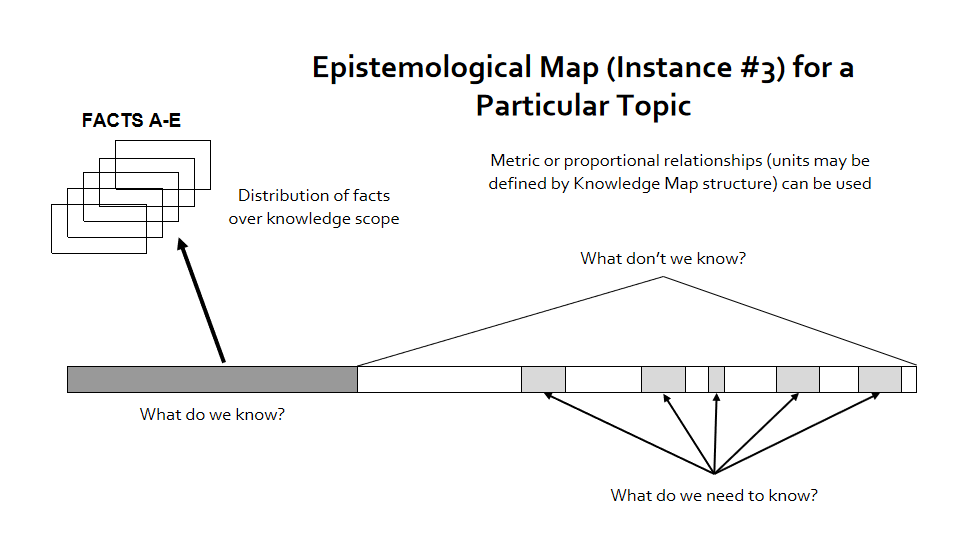 Epistemological Map (Instance #3) for a
Particular Topic
FACTS A-E
Metric or proportional relationships (units may be
defined by Knowledge Map structure) can be used
Distribution of facts
over knowledge scope
What don’t we know?
What do we know?
What do we need to know?